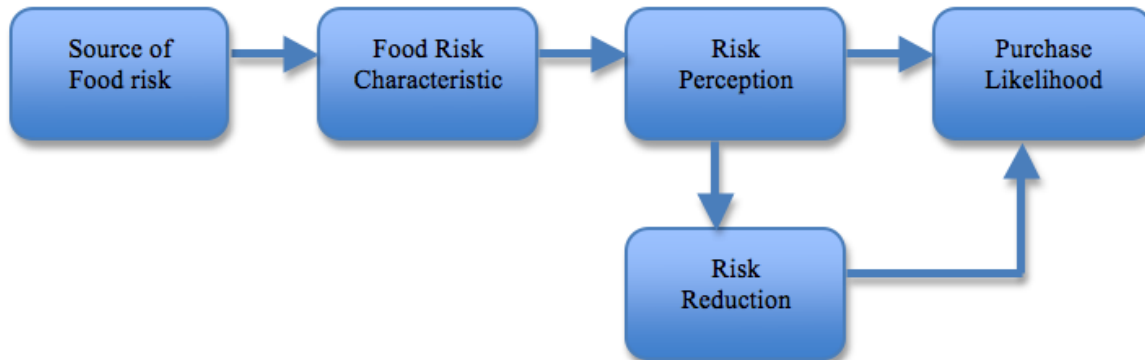 Source of
Food risk
Food Risk
Characteristic
Risk
Perception
Purchase
Likelihood
Risk
Reduction